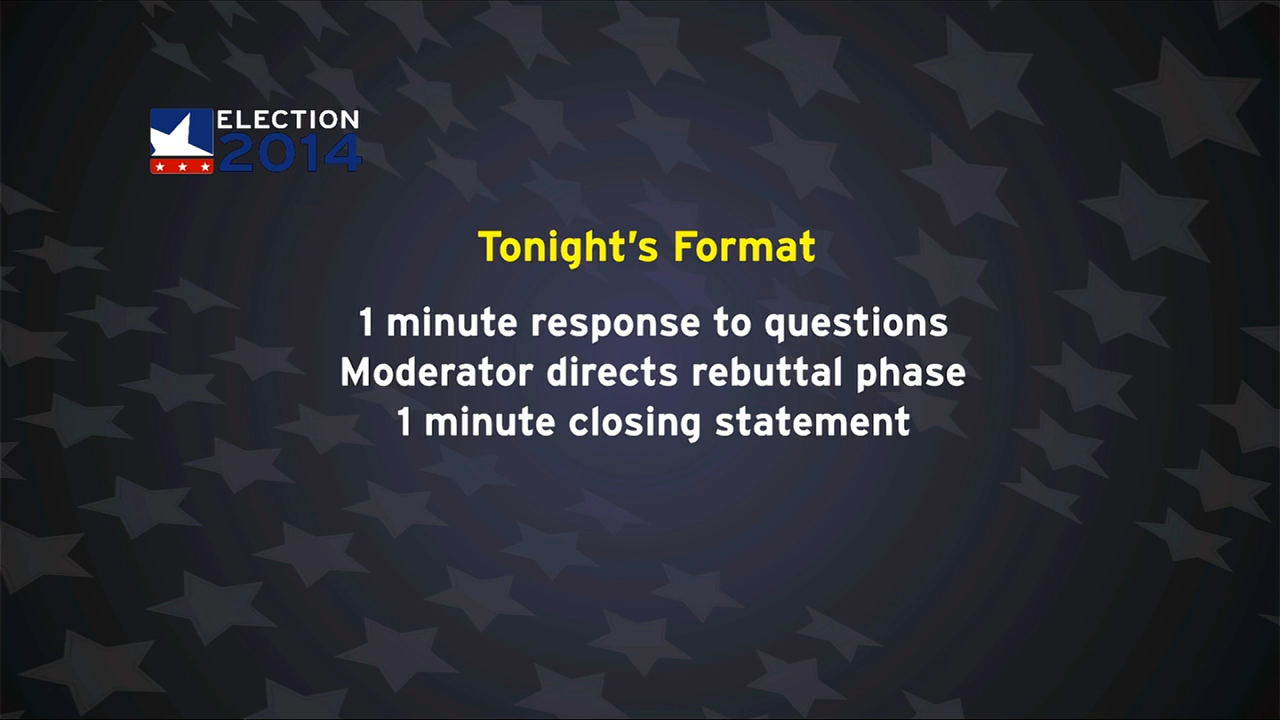 ELECTION
2014
Tonight's Format
1 minute response to questions
Moderator directs rebuttal phase
1 minute closing statement